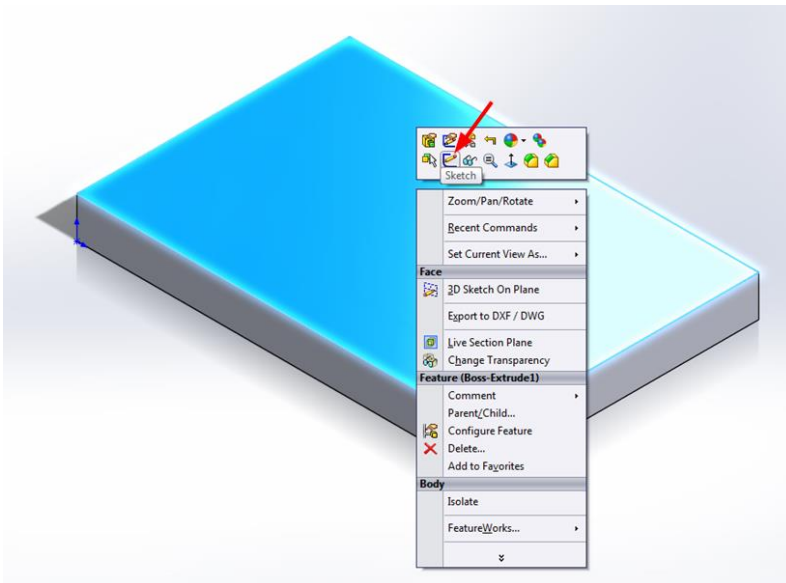 Sketch
Zoom/Pan/Rotate
Recent Commands
Set Current View As...
Face
3D Sketch On Plane
Export to DXF / DWG
Live Section Plane
Change Transparency
Feature (Boss-Extrude1)
Comment
Parent/Child...
Configure Feature
Delete...
Add to Favorites
Body
Isolate
FeatureWorks...